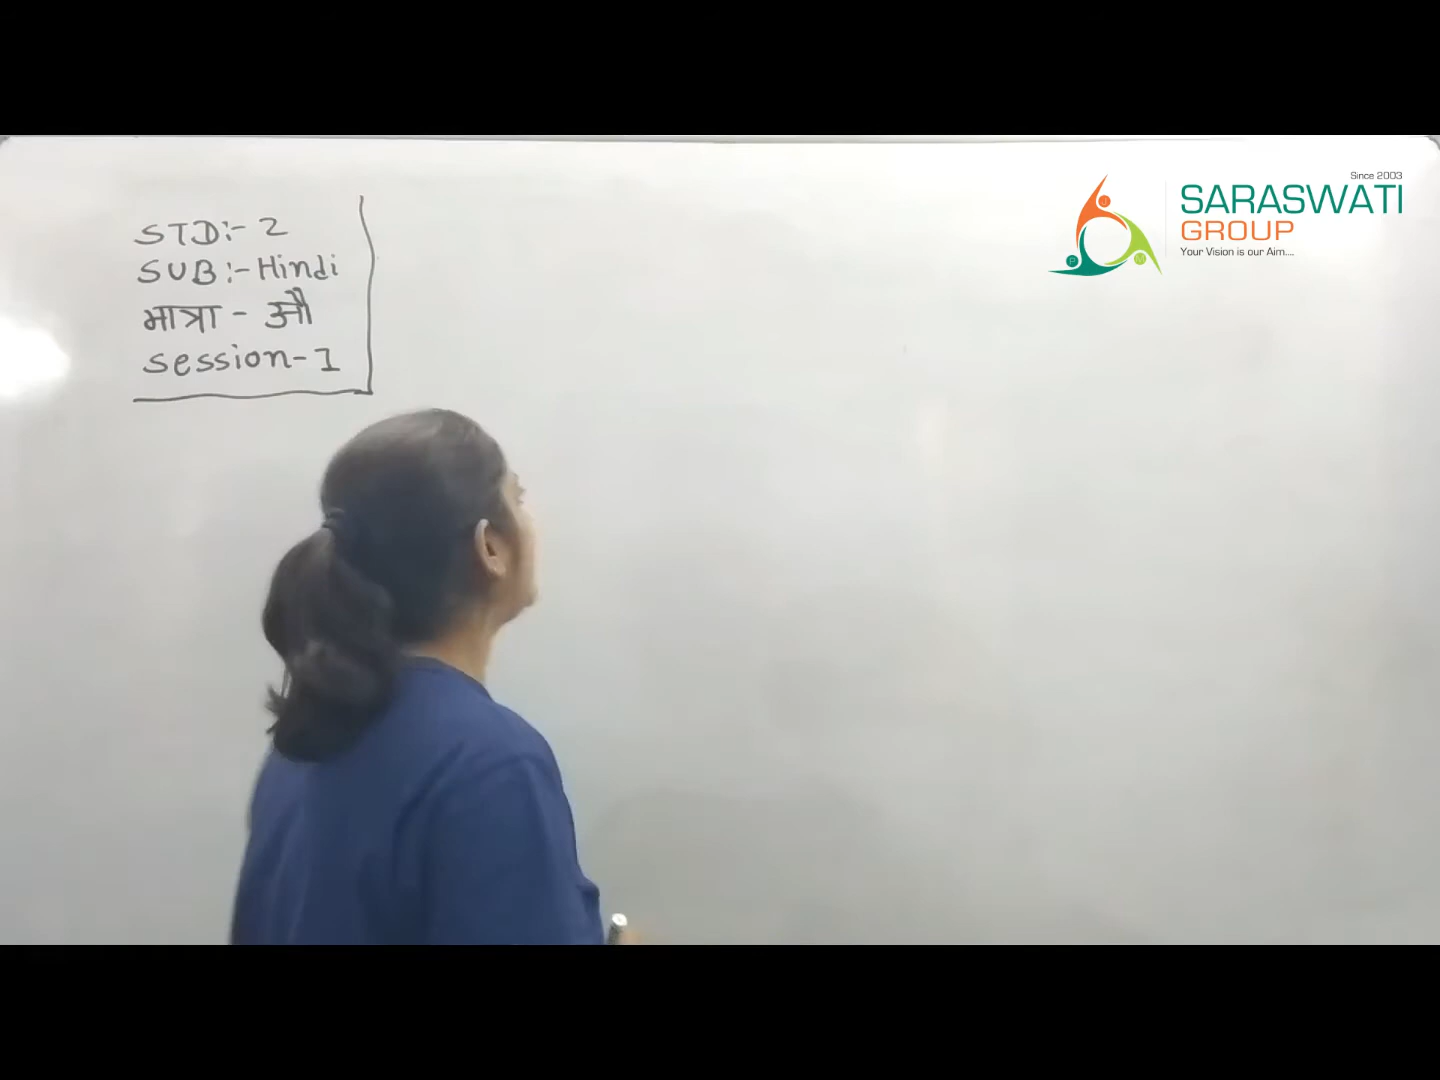 STD:- 2
SUB:- Hindi
मात्रा - औ
Session-1
Since 2003
SARASWATI
GROUP
Your Vision is our Aim....
J
P
M